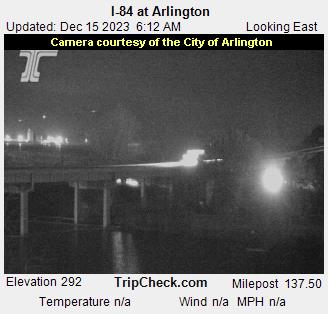 I-84 at Arlington
Updated: Dec 15 2023 6:12 AM Looking East
Camera courtesy of the City of Arlington
Elevation 292 TripCheck.com Milepost 137.50
Temperature n/a Wind n/a MPH n/a